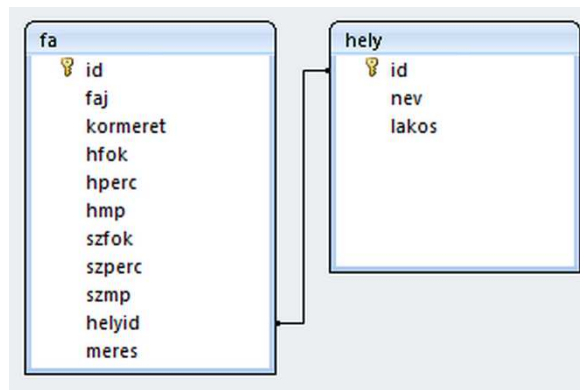 fa
id
faj
kormeret
hfok
hperc
hmp
szfok
szperc
szmp
helyid
meres
hely
id
nev
lakos